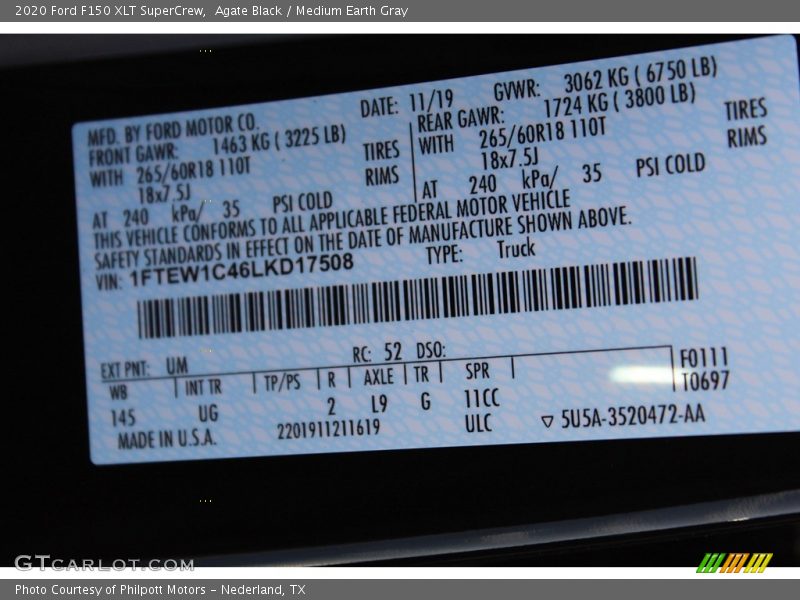 2020 Ford F150 XLT SuperCrew, Agate Black / Medium Earth Gray
MFD. BY FORD MOTOR CO.
DATE: 11/19 GVWR: 3062 KG ( 6750 LB)
FRONT GAWR: 1463 KG ( 3225 LB)
REAR GAWR: 1724 KG ( 3800 LB)
WITH 265/60R18 110T TIRES
WITH 265/60R18 110T TIRES
18x7.5J RIMS
18x7.5J RIMS
AT 240 kPa/ 35 PSI COLD
AT 240 kPa/ 35 PSI COLD
THIS VEHICLE CONFORMS TO ALL APPLICABLE FEDERAL MOTOR VEHICLE
SAFETY STANDARDS IN EFFECT ON THE DATE OF MANUFACTURE SHOWN ABOVE.
VIN: 1FTEW1C46LKD17508 TYPE: Truck
EXT PNT: UM RC: 52 DSO:
WB INT TR TP/PS R AXLE TR SPR
F0111
T0697
145 UG 2 L9 G 11CC
MADE IN U.S.A. 2201911211619 ULC ▽ 5U5A-3520472-AA
GTCARLOT.COM
Photo Courtesy of Philpott Motors - Nederland, TX